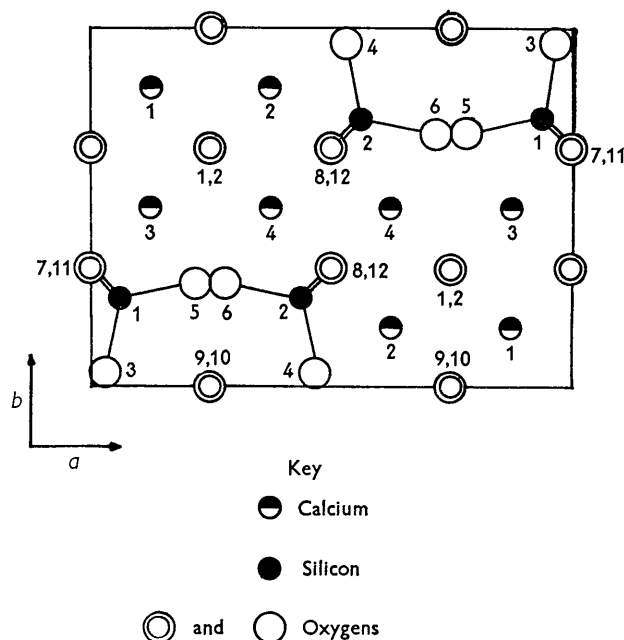 4 3
1 2 6 5
2 1
1,2 8,12 7,11
3 4 4 3
7,11 8,12
1,2
1 5 6 2
2 1
3 9,10 4 9,10
b
a
Key
Calcium
Silicon
and Oxygens